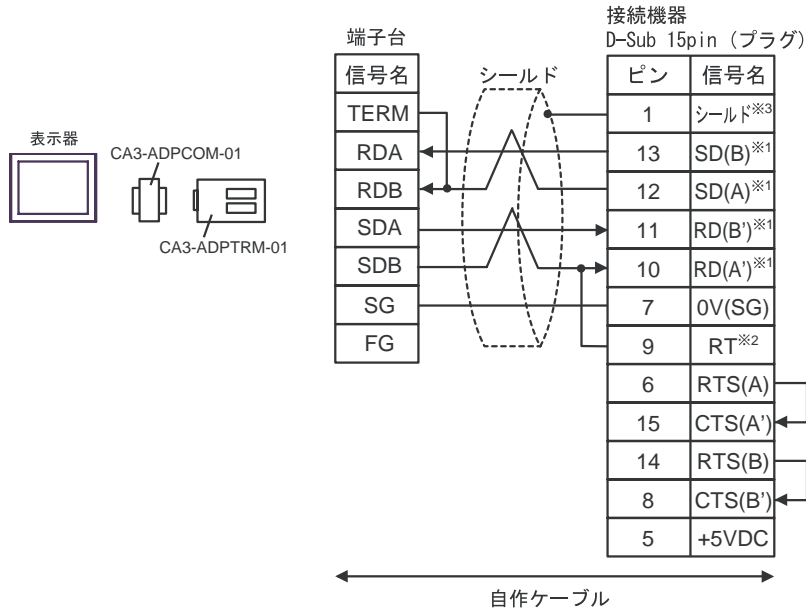 接続機器
D-Sub 15pin (プラグ)
端子台
信号名
TERM
RDA
RDB
SDA
SDB
SG
FG
シールド
ピン 信号名
1 シールド※3
13 SD(B)※1
12 SD(A)※1
11 RD(B')※1
10 RD(A')※1
7 0V(SG)
9 RT※2
6 RTS(A)
15 CTS(A')
14 RTS(B)
8 CTS(B')
5 +5VDC
表示器
CA3-ADPCOM-01
CA3-ADPTRM-01
自作ケーブル